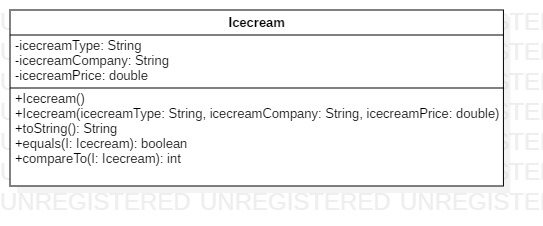 Icecream
-icecreamType: String
-icecreamCompany: String
-icecreamPrice: double
+Icecream()
+Icecream(icecreamType: String, icecreamCompany: String, icecreamPrice: double)
+toString(): String
+equals(I: Icecream): boolean
+compareTo(I: Icecream): int
UNREGISTERED UNREGISTERED UNREGISTERED